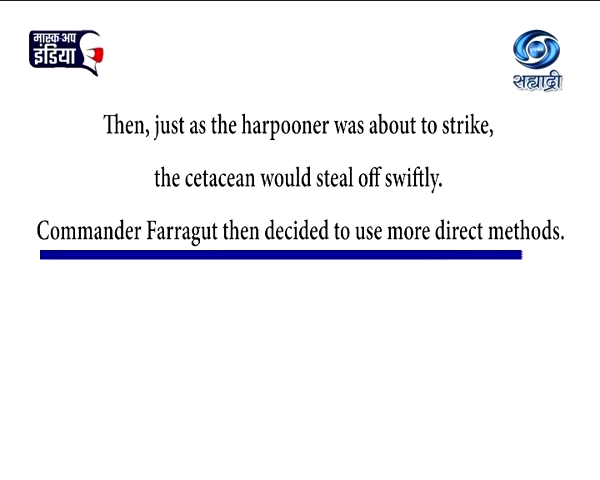 मास्क अप
इंडिया
सह्याद्री
Then, just as the harpooner was about to strike,
the cetacean would steal off swiftly.
Commander Farragut then decided to use more direct methods.